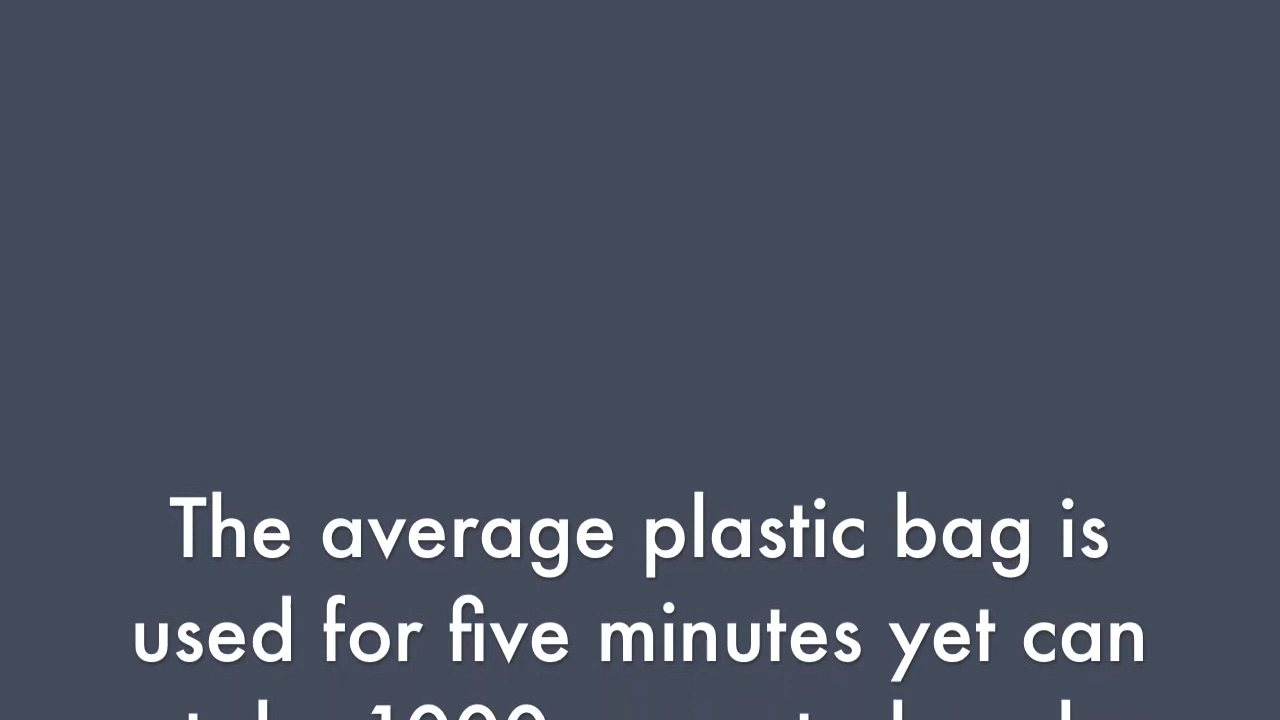 The average plastic bag is
used for five minutes yet can